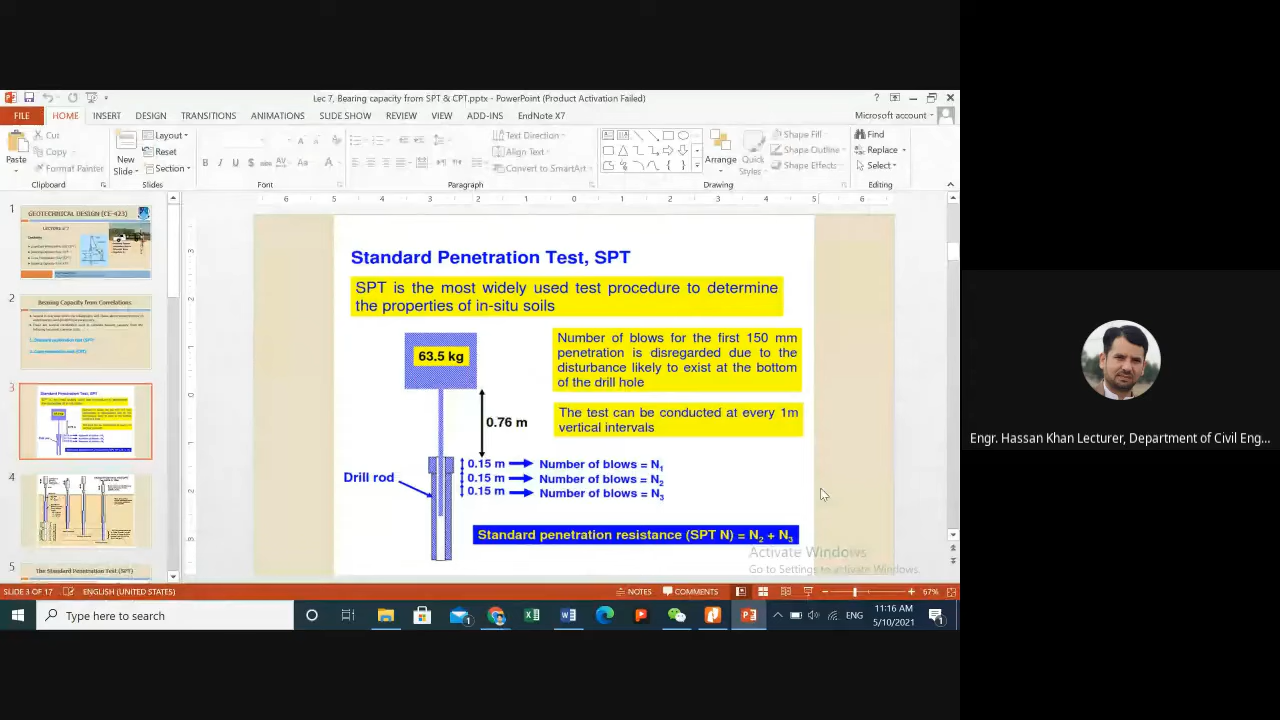 Lec 7, Bearing capacity from SPT & CPT.pptx - PowerPoint (Product Activation Failed)
FILE HOME INSERT DESIGN TRANSITIONS ANIMATIONS SLIDE SHOW REVIEW VIEW ADD-INS EndNote X7 Microsoft account
Paste
Cut
Copy
Format Painter
Clipboard
New
Slide
Layout
Reset
Section
Slides
Font
Text Direction
Align Text
Convert to SmartArt
Paragraph
Arrange
Quick
Styles
Shape Fill
Shape Outline
Shape Effects
Drawing
Find
Replace
Select
Editing
1
GEOTECHNICAL DESIGN (CE-423)
2
Bearing Capacity from Correlations
3
4
5
The Standard Penetration Test (SPT)
Standard Penetration Test, SPT
SPT is the most widely used test procedure to determine
the properties of in-situ soils
63.5 kg
0.76 m
Number of blows for the first 150 mm
penetration is disregarded due to the
disturbance likely to exist at the bottom
of the drill hole
The test can be conducted at every 1m
vertical intervals
Drill rod
0.15 m Number of blows = N1
0.15 m Number of blows = N2
0.15 m Number of blows = N3
Standard penetration resistance (SPT N) = N2 + N3
Activate Windows
Go to Settings to activate Windows.
SLIDE 3 OF 17 ENGLISH (UNITED STATES) NOTES COMMENTS 67%
Type here to search
ENG
11:16 AM
5/10/2021
Engr. Hassan Khan Lecturer, Department of Civil Eng...